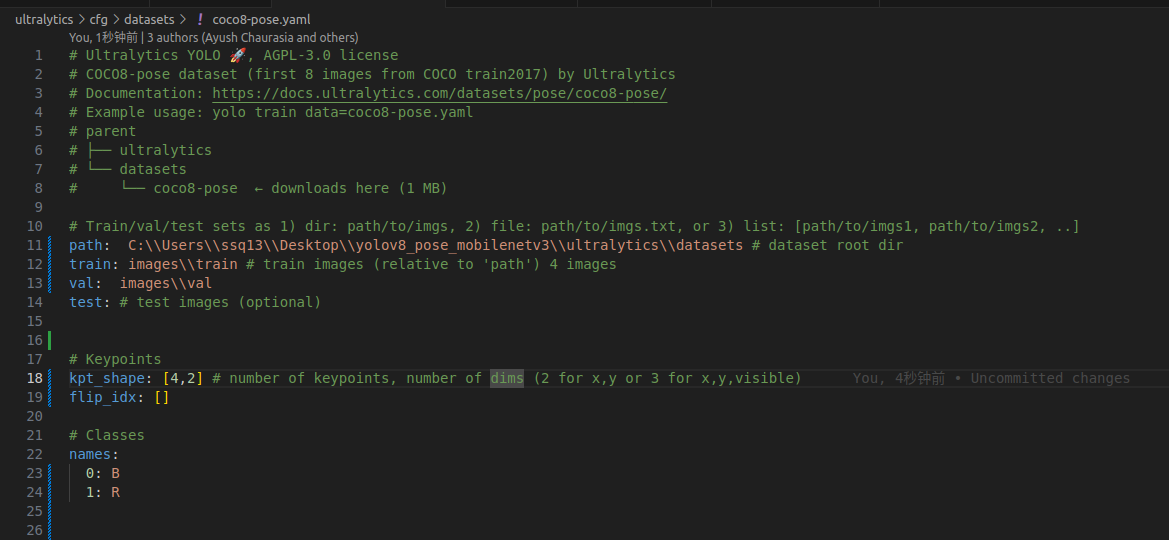 ultralytics > cfg > datasets > ! coco8-pose.yaml
You, 1秒钟前 | 3 authors (Ayush Chaurasia and others)
1 # Ultralytics YOLO 🚀, AGPL-3.0 license
2 # COCO8-pose dataset (first 8 images from COCO train2017) by Ultralytics
3 # Documentation: https://docs.ultralytics.com/datasets/pose/coco8-pose/
4 # Example usage: yolo train data=coco8-pose.yaml
5 # parent
6 # ├── ultralytics
7 # └── datasets
8 #     └── coco8-pose  ← downloads here (1 MB)
9
10 # Train/val/test sets as 1) dir: path/to/imgs, 2) file: path/to/imgs.txt, or 3) list: [path/to/imgs1, path/to/imgs2, ..]
11 path:  C:\\Users\\ssq13\\Desktop\\yolov8_pose_mobilenetv3\\ultralytics\\datasets # dataset root dir
12 train: images\\train # train images (relative to 'path') 4 images
13 val:  images\\val
14 test: # test images (optional)
15
16
17 # Keypoints
18 kpt_shape: [4,2] # number of keypoints, number of dims (2 for x,y or 3 for x,y,visible) You, 4秒钟前 • Uncommitted changes
19 flip_idx: []
20
21 # Classes
22 names:
23   0: B
24   1: R
25
26